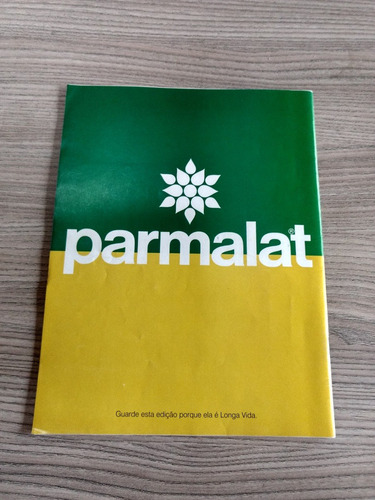 parmalat®
Guarde esta edição porque ela é Longa Vida.